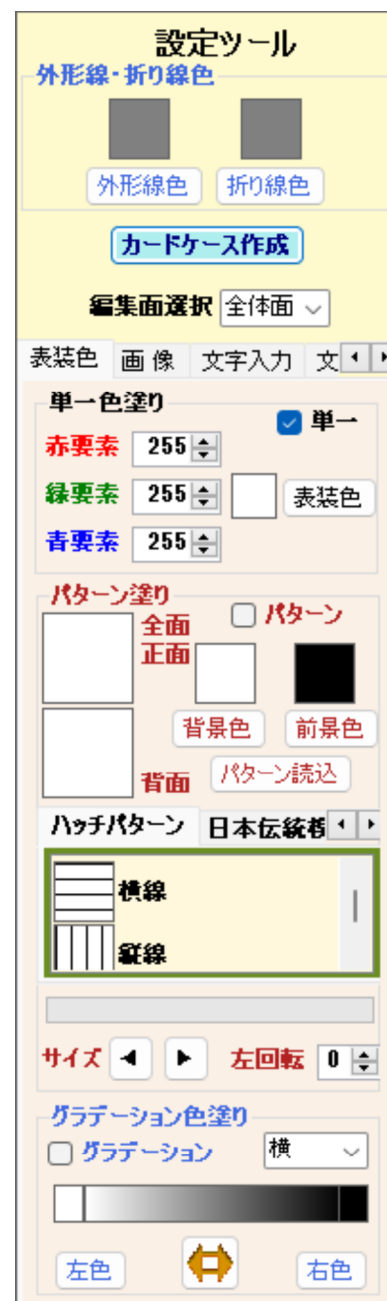 設定ツール
外形線・折り線色
外形線色 折り線色
カードケース作成
編集面選択 全体面
表装色 画 像 文字入力 文
単一色塗り
単一
赤要素 255
緑要素 255
表装色
青要素 255
パターン塗り
パターン
全面
正面
背景色 前景色
背面
パターン読込
ハッチパターン 日本伝統
横線
縦線
サイズ 左回転 0
グラデーション色塗り
グラデーション 横
左色 右色